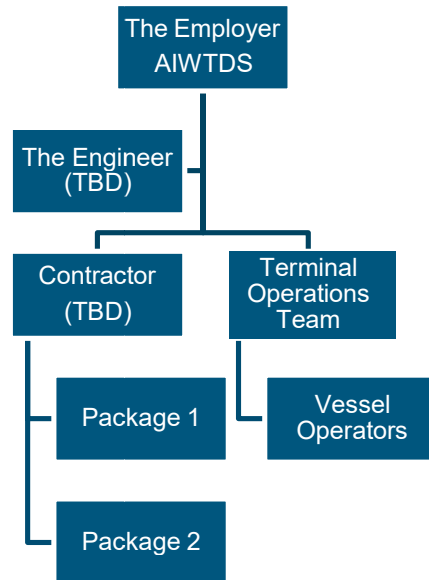 The Employer
AIWTDS
The Engineer
(TBD)
Contractor
(TBD)
Terminal
Operations
Team
Package 1
Vessel
Operators
Package 2